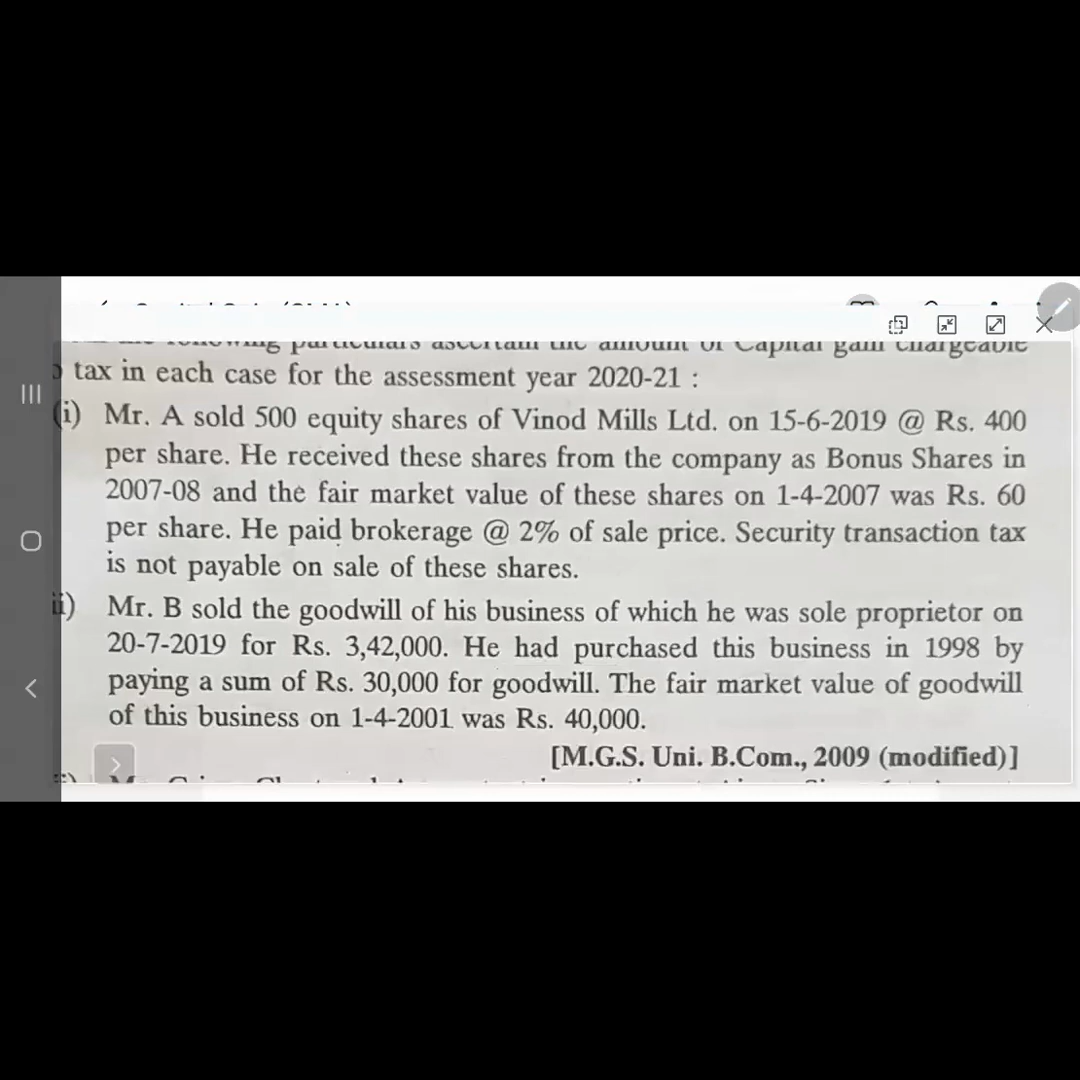 tax in each case for the assessment year 2020-21 :
(i) Mr. A sold 500 equity shares of Vinod Mills Ltd. on 15-6-2019 @ Rs. 400
per share. He received these shares from the company as Bonus Shares in
2007-08 and the fair market value of these shares on 1-4-2007 was Rs. 60
per share. He paid brokerage @ 2% of sale price. Security transaction tax
is not payable on sale of these shares.
ii) Mr. B sold the goodwill of his business of which he was sole proprietor on
20-7-2019 for Rs. 3,42,000. He had purchased this business in 1998 by
paying a sum of Rs. 30,000 for goodwill. The fair market value of goodwill
of this business on 1-4-2001 was Rs. 40,000.
[M.G.S. Uni. B.Com., 2009 (modified)]